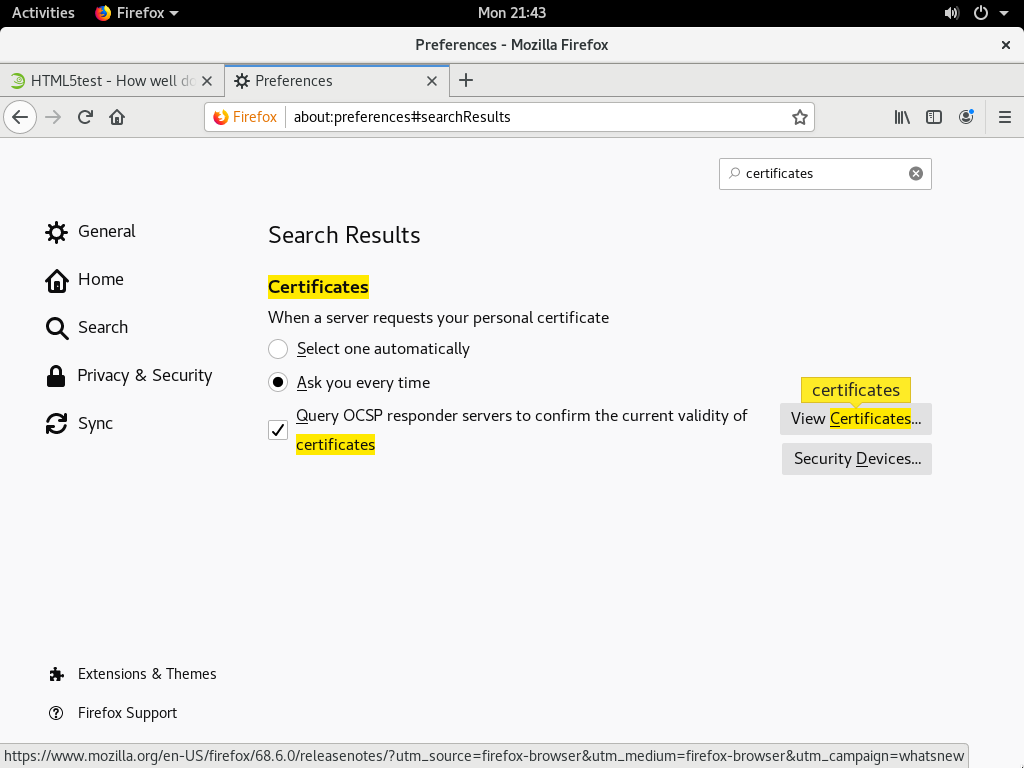 Activities Firefox Mon 21:43
Preferences - Mozilla Firefox
HTML5test - How well do Preferences
Firefox about:preferences#searchResults
certificates
General
Home
Search
Privacy & Security
Sync
Search Results
Certificates
When a server requests your personal certificate
Select one automatically
Ask you every time
Query OCSP responder servers to confirm the current validity of
certificates
certificates
View Certificates...
Security Devices...
Extensions & Themes
Firefox Support
https://www.mozilla.org/en-US/firefox/68.6.0/releasenotes/?utm_source=firefox-browser&utm_medium=firefox-browser&utm_campaign=whatsnew